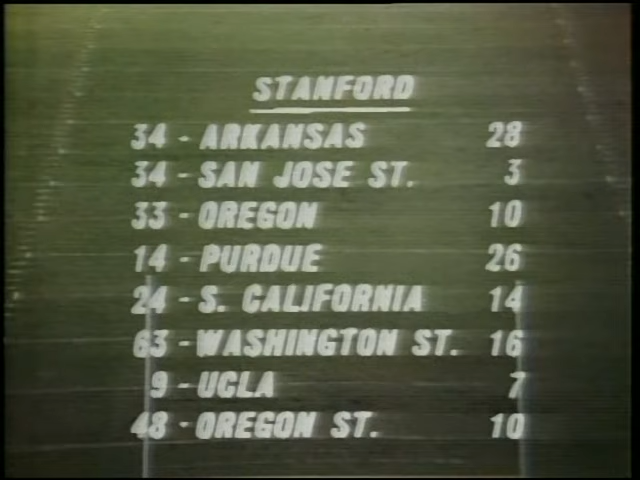 STANFORD
34 - ARKANSAS 28
34 - SAN JOSE ST. 3
33 - OREGON 10
14 - PURDUE 26
24 - S. CALIFORNIA 14
63 - WASHINGTON ST. 16
9 - UCLA 7
48 - OREGON ST. 10